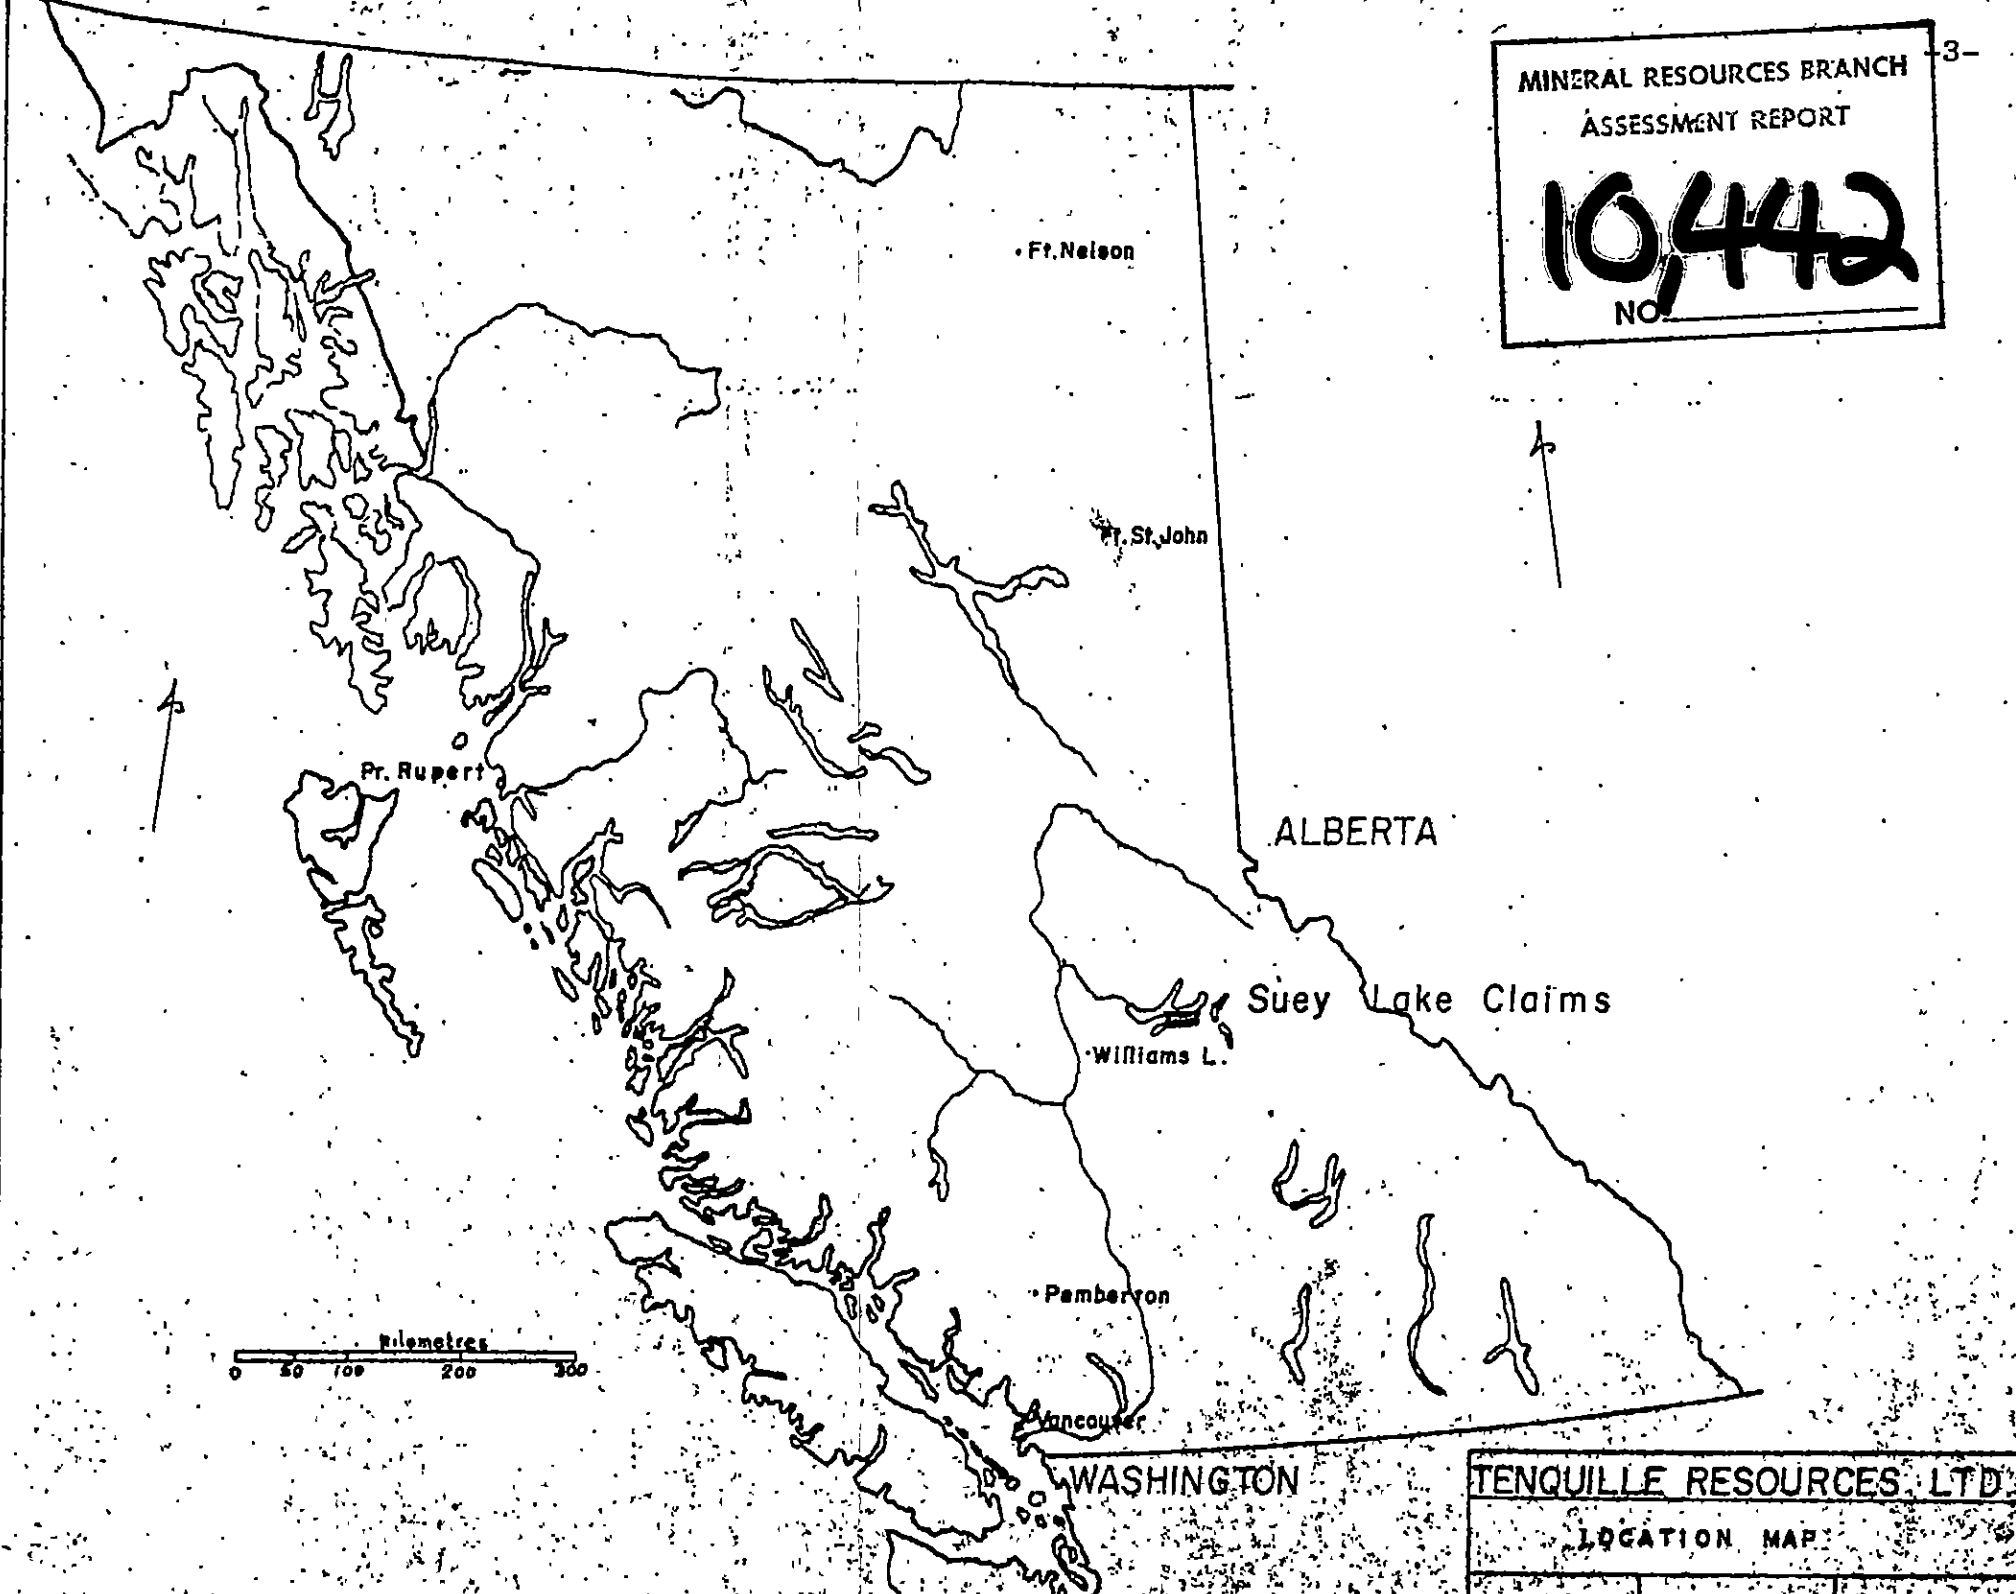 -3-
MINERAL RESOURCES BRANCH
ASSESSMENT REPORT
10,442
NO.
Ft. Nelson
Ft. St. John
Pr. Rupert
ALBERTA
Suey Lake Claims
Williams L.
Pemberton
kilometres
0 50 100 200 300
Vancouver
WASHINGTON
TENQUILLE RESOURCES LTD.
LOCATION MAP